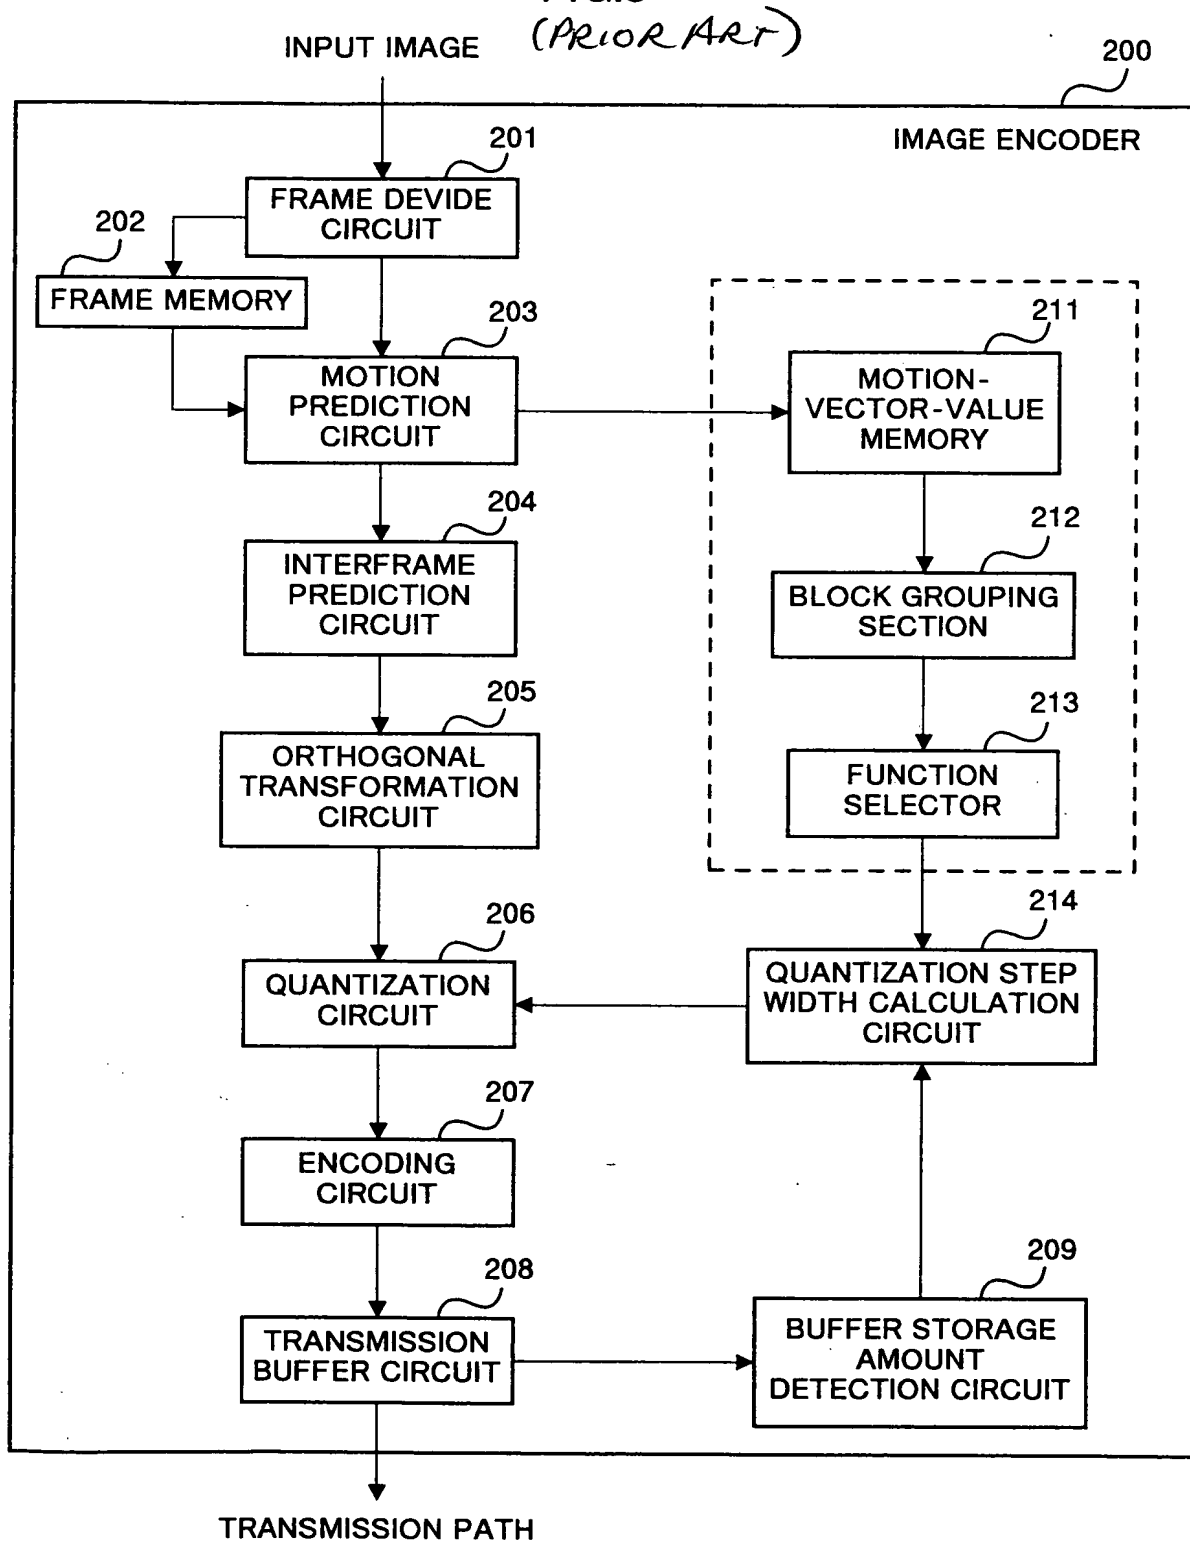 (PRIOR ART)
INPUT IMAGE
200
IMAGE ENCODER
201
FRAME DEVIDE
CIRCUIT
202
FRAME MEMORY
203
MOTION
PREDICTION
CIRCUIT
211
MOTION-
VECTOR-VALUE
MEMORY
204
INTERFRAME
PREDICTION
CIRCUIT
212
BLOCK GROUPING
SECTION
205
ORTHOGONAL
TRANSFORMATION
CIRCUIT
213
FUNCTION
SELECTOR
206
QUANTIZATION
CIRCUIT
214
QUANTIZATION STEP
WIDTH CALCULATION
CIRCUIT
207
ENCODING
CIRCUIT
208
TRANSMISSION
BUFFER CIRCUIT
209
BUFFER STORAGE
AMOUNT
DETECTION CIRCUIT
TRANSMISSION PATH